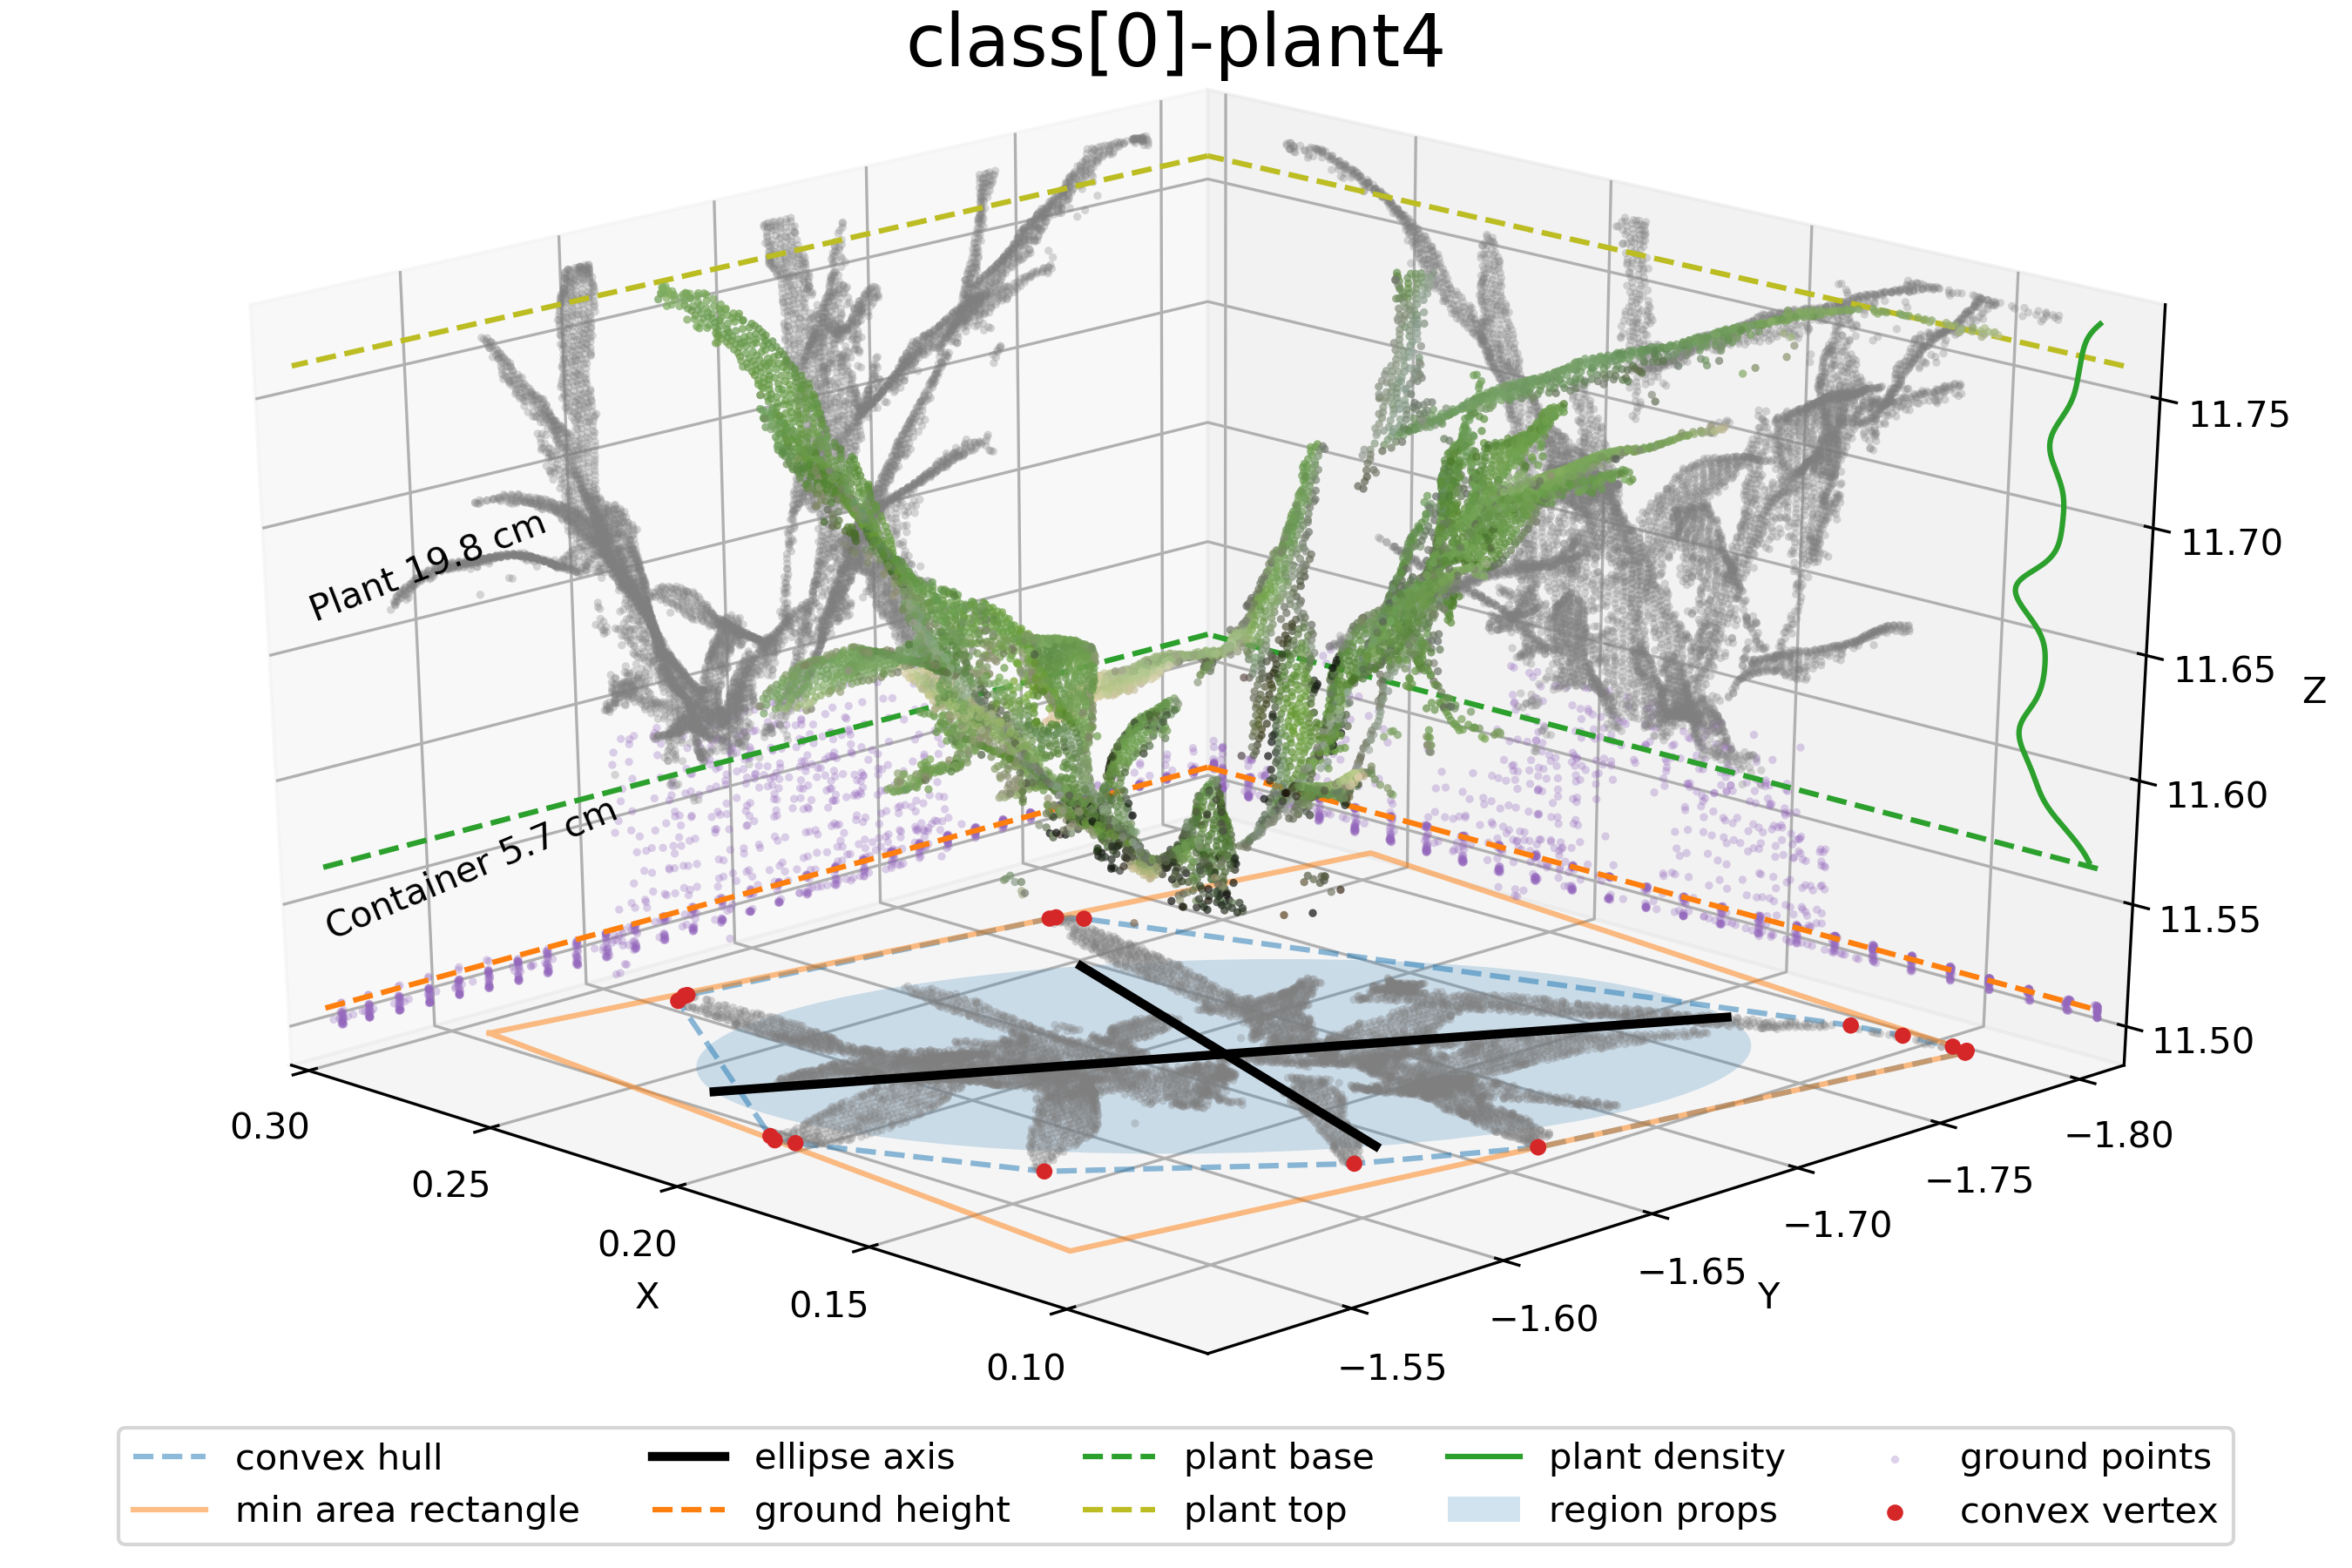 class[0]-plant4
Plant 19.8 cm
Container 5.7 cm
11.75
11.70
11.65
11.60
11.55
11.50
Z
0.30
0.25
0.20
0.15
0.10
X
−1.80
−1.75
−1.70
−1.65
−1.60
−1.55
Y
convex hull
min area rectangle
ellipse axis
ground height
plant base
plant top
plant density
region props
ground points
convex vertex